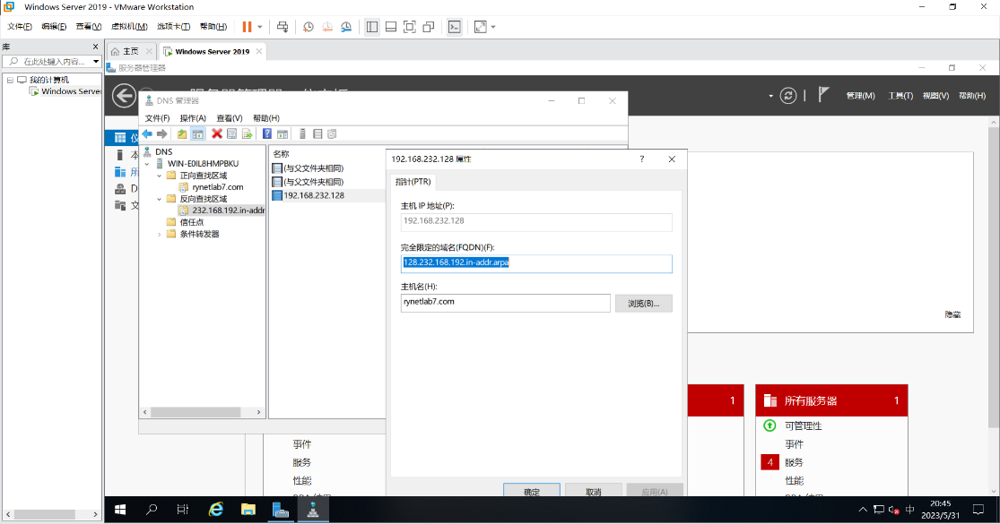 Windows Server 2019 - VMware Workstation
文件(F) 编辑(E) 查看(V) 虚拟机(M) 选项卡(T) 帮助(H)
库
在此处键入内容...
我的计算机
Windows Server
主页
Windows Server 2019
服务器管理器
管理(M) 工具(T) 视图(V) 帮助(H)
DNS 管理器
文件(F) 操作(A) 查看(V) 帮助(H)
DNS
WIN-E0IL8HMPBKU
正向查找区域
rynetlab7.com
反向查找区域
232.168.192.in-addr
信任点
条件转发器
名称
(与父文件夹相同)
(与父文件夹相同)
192.168.232.128
192.168.232.128 属性
指针(PTR)
主机 IP 地址(P):
192.168.232.128
完全限定的域名(FQDN)(F):
128.232.168.192.in-addr.arpa
主机名(H):
rynetlab7.com
浏览(B)...
确定
取消
应用(A)
隐藏
1
所有服务器 1
可管理性
事件
4 服务
性能
事件
服务
性能
中
20:45
2023/5/31